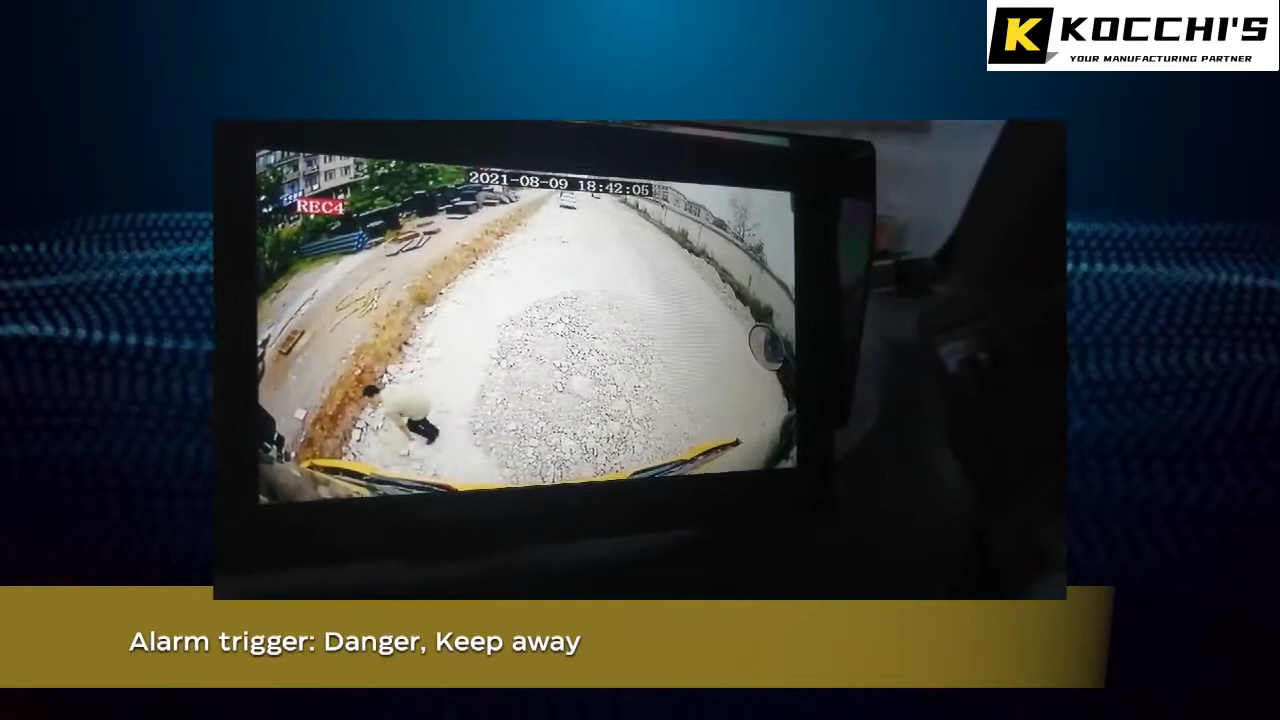 KOCCHI'S
YOUR MANUFACTURING PARTNER
2021-08-09 18:42:05
REC4
Alarm trigger: Danger, Keep away